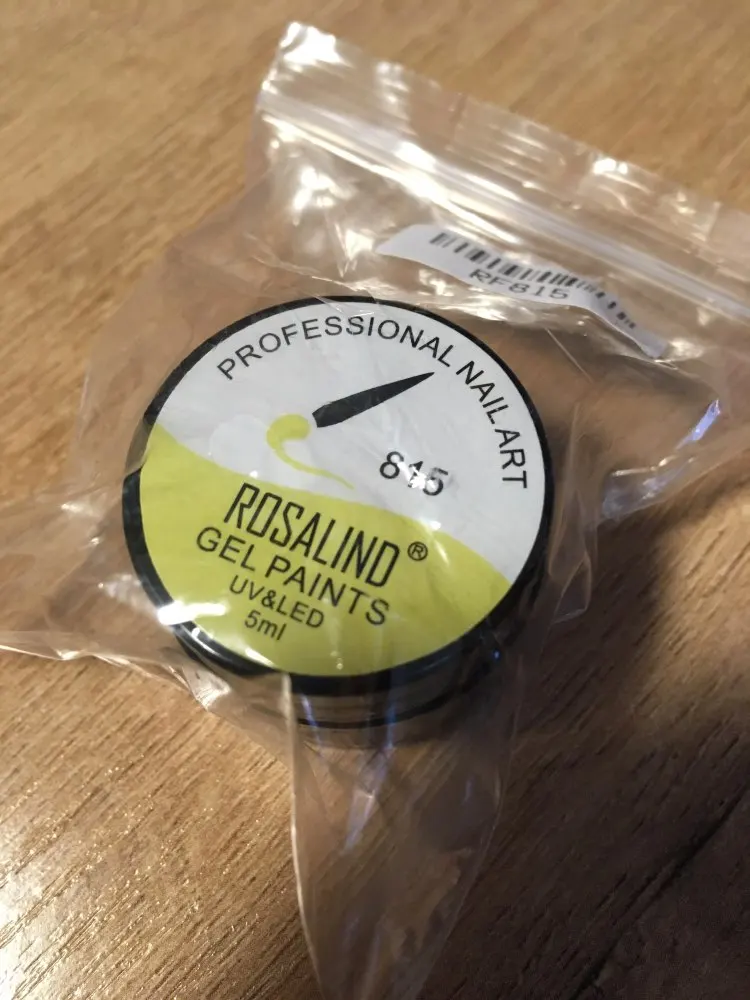 RF815
PROFESSIONAL NAIL ART
815
ROSALIND®
GEL PAINTS
UV&LED
5ml